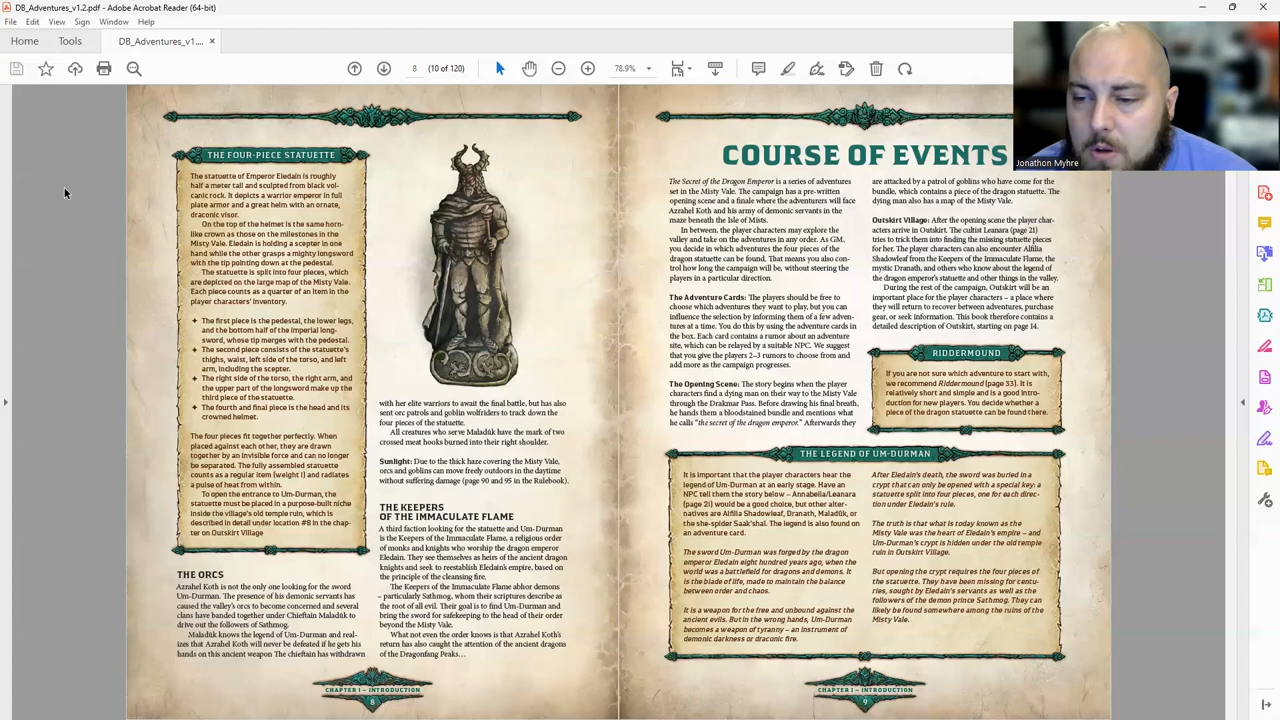 DB_Adventures_v1.2.pdf - Adobe Acrobat Reader (64-bit)
File Edit View Sign Window Help
Home Tools DB_Adventures_v1....
8 (10 of 120) 78.9%
Jonathon Myhre
THE FOUR-PIECE STATUETTE
The statuette of Emperor Eledain is roughly
half a meter tall and sculpted from black vol-
canic rock. It depicts a warrior emperor in full
plate armor and a great helm with an ornate,
draconic visor.
On the top of the helmet is the same horn-
like crown as those on the milestones in the
Misty Vale. Eledain is holding a scepter in one
hand while the other grasps a mighty longsword
with the tip pointing down at the pedestal.
The statuette is split into four pieces, which
are depicted on the large map of the Misty Vale.
Each piece counts as a quarter of an item in the
player characters' inventory.
The first piece is the pedestal, the lower legs,
and the bottom half of the imperial long-
sword, whose tip merges with the pedestal.
The second piece consists of the statuette's
thighs, waist, left side of the torso, and left
arm, including the scepter.
The right side of the torso, the right arm, and
the upper part of the longsword make up the
third piece of the statuette.
The fourth and final piece is the head and its
crowned helmet.
The four pieces fit together perfectly. When
placed against each other, they are drawn
together by an invisible force and can no longer
be separated. The fully assembled statuette
counts as a regular item (weight 1) and radiates
a pulse of heat from within.
To open the entrance to Um-Durman, the
statuette must be placed in a purpose-built niche
inside the village's old temple ruin, which is
described in detail under location #8 in the chap-
ter on Outskirt Village
THE ORCS
Azrahel Koth is not the only one looking for the sword
Um-Durman. The presence of his demonic servants has
caused the valley's orcs to become concerned and several
clans have banded together under Chieftain Maladûk to
drive out the followers of Sathmog.
Maladûk knows the legend of Um-Durman and real-
izes that Azrahel Koth will never be defeated if he gets his
hands on this ancient weapon The chieftain has withdrawn
with her elite warriors to await the final battle, but has also
sent orc patrols and goblin wolfriders to track down the
four pieces of the statuette.
All creatures who serve Maladûk have the mark of two
crossed meat hooks burned into their right shoulder.
Sunlight: Due to the thick haze covering the Misty Vale,
orcs and goblins can move freely outdoors in the daytime
without suffering damage (page 90 and 95 in the Rulebook).
THE KEEPERS
OF THE IMMACULATE FLAME
A third faction looking for the statuette and Um-Durman
is the Keepers of the Immaculate Flame, a religious order
of monks and knights who worship the dragon emperor
Eledain. They see themselves as heirs of the ancient dragon
knights and seek to reestablish Eledain's empire, based on
the principle of the cleansing fire.
The Keepers of the Immaculate Flame abhor demons
– particularly Sathmog, whom their scriptures describe as
the root of all evil. Their goal is to find Um-Durman and
bring the sword for safekeeping to the head of their order
beyond the Misty Vale.
What not even the order knows is that Azrahel Koth's
return has also caught the attention of the ancient dragons
of the Dragonfang Peaks…
CHAPTER 1 – INTRODUCTION
8
COURSE OF EVENTS
The Secret of the Dragon Emperor is a series of adventures
set in the Misty Vale. The campaign has a pre-written
opening scene and a finale where the adventurers will face
Azrahel Koth and his army of demonic servants in the
maze beneath the Isle of Mists.
In between, the player characters may explore the
valley and take on the adventures in any order. As GM,
you decide in which adventures the four pieces of the
dragon statuette can be found. That means you also con-
trol how long the campaign will be, without steering the
players in a particular direction.
The Adventure Cards: The players should be free to
choose which adventures they want to play, but you can
influence the selection by informing them of a few adven-
tures at a time. You do this by using the adventure cards in
the box. Each card contains a rumor about an adventure
site, which can be relayed by a suitable NPC. We suggest
that you give the players 2–3 rumors to choose from and
add more as the campaign progresses.
The Opening Scene: The story begins when the player
characters find a dying man on their way to the Misty Vale
through the Drakmar Pass. Before drawing his final breath,
he hands them a bloodstained bundle and mentions what
he calls “the secret of the dragon emperor.” Afterwards they
are attacked by a patrol of goblins who have come for the
bundle, which contains a piece of the dragon statuette. The
dying man also has a map of the Misty Vale.
Outskirt Village: After the opening scene the player char-
acters arrive in Outskirt. The cultist Leanara (page 21)
tries to trick them into finding the missing statuette pieces
for her. The player characters can also encounter Alfilia
Shadowleaf from the Keepers of the Immaculate Flame, the
mystic Dranath, and others who know about the legend of
the dragon emperor's statuette and other things in the valley.
During the rest of the campaign, Outskirt will be an
important place for the player characters – a place where
they will return to recover between adventures, purchase
gear, or seek information. This book therefore contains a
detailed description of Outskirt, starting on page 14.
RIDDERMOUND
If you are not sure which adventure to start with,
we recommend Riddermound (page 33). It is
relatively short and simple and is a good intro-
duction for new players. You decide whether a
piece of the dragon statuette can be found there.
THE LEGEND OF UM-DURMAN
It is important that the player characters hear the
legend of Um-Durman at an early stage. Have an
NPC tell them the story below – Annabella/Leanara
(page 21) would be a good choice, but other alter-
natives are Alfilia Shadowleaf, Dranath, Maladûk, or
the she-spider Saak'shal. The legend is also found on
an adventure card.
The sword Um-Durman was forged by the dragon
emperor Eledain eight hundred years ago, when the
world was a battlefield for dragons and demons. It
is the blade of life, made to maintain the balance
between order and chaos.
It is a weapon for the free and unbound against the
ancient evils. But in the wrong hands, Um-Durman
becomes a weapon of tyranny – an instrument of
demonic darkness or draconic fire.
After Eledain's death, the sword was buried in a
crypt that can only be opened with a special key: a
statuette split into four pieces, one for each direc-
tion under Eledain's rule.
The truth is that what is today known as the
Misty Vale was the heart of Eledain's empire – and
Um-Durman's crypt is hidden under the old temple
ruin in Outskirt Village.
But opening the crypt requires the four pieces of
the statuette. They have been missing for centu-
ries, sought by Eledain's servants as well as the
followers of the demon prince Sathmog. They can
likely be found somewhere among the ruins of the
Misty Vale.
CHAPTER 1 – INTRODUCTION
9